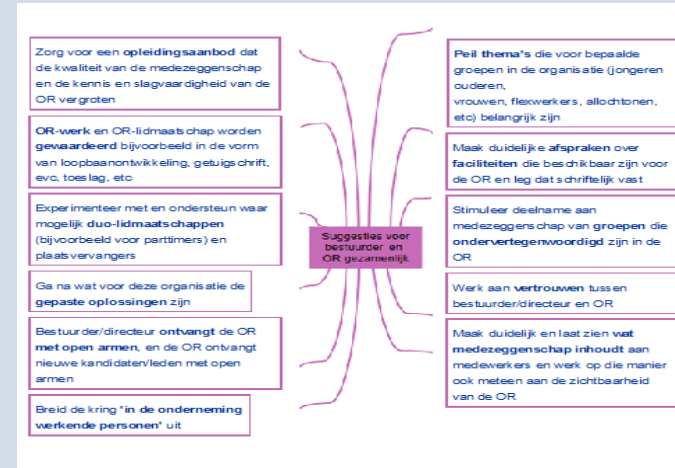 Zorg voor een opleidingsaanbod dat
de kwaliteit van de medezeggenschap
en de kennis en slagvaardigheid van de
OR vergroten
OR-werk en OR-lidmaatschap worden
gewaardeerd bijvoorbeeld in de vorm
van loopbaanontwikkeling, getuigschrift,
evc, toeslag, etc
Experimenteer met en ondersteun waar
mogelijk duo-lidmaatschappen
(bijvoorbeeld voor parttimers) en
plaatsvervangers
Ga na wat voor deze organisatie de
gepaste oplossingen zijn
Bestuurder/directeur ontvangt de OR
met open armen, en de OR ontvangt
nieuwe kandidaten/leden met open
armen
Breid de kring 'in de onderneming
werkende personen' uit
Suggesties voor
bestuurder en
OR gezamenlijk
Peil thema's die voor bepaalde
groepen in de organisatie (jongeren
ouderen,
vrouwen, flexwerkers, allochtonen,
etc) belangrijk zijn
Maak duidelijke afspraken over
faciliteiten die beschikbaar zijn voor
de OR en leg dat schriftelijk vast
Stimuleer deelname aan
medezeggenschap van groepen die
ondervertegenwoordigd zijn in de
OR
Werk aan vertrouwen tussen
bestuurder/directeur en OR
Maak duidelijk en laat zien wat
medezeggenschap inhoudt aan
medewerkers en werk op die manier
ook meteen aan de zichtbaarheid
van de OR